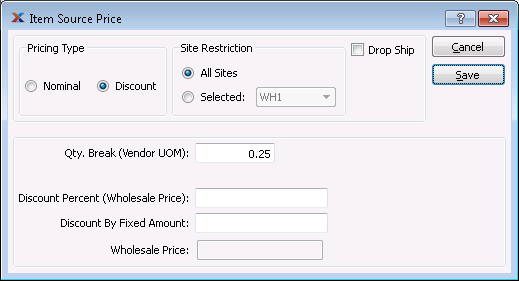 Item Source Price
Pricing Type
Nominal
Discount
Site Restriction
All Sites
Selected:
WH1
Drop Ship
Cancel
Save
Qty. Break (Vendor UOM):
0.25
Discount Percent (Wholesale Price):
Discount By Fixed Amount:
Wholesale Price: